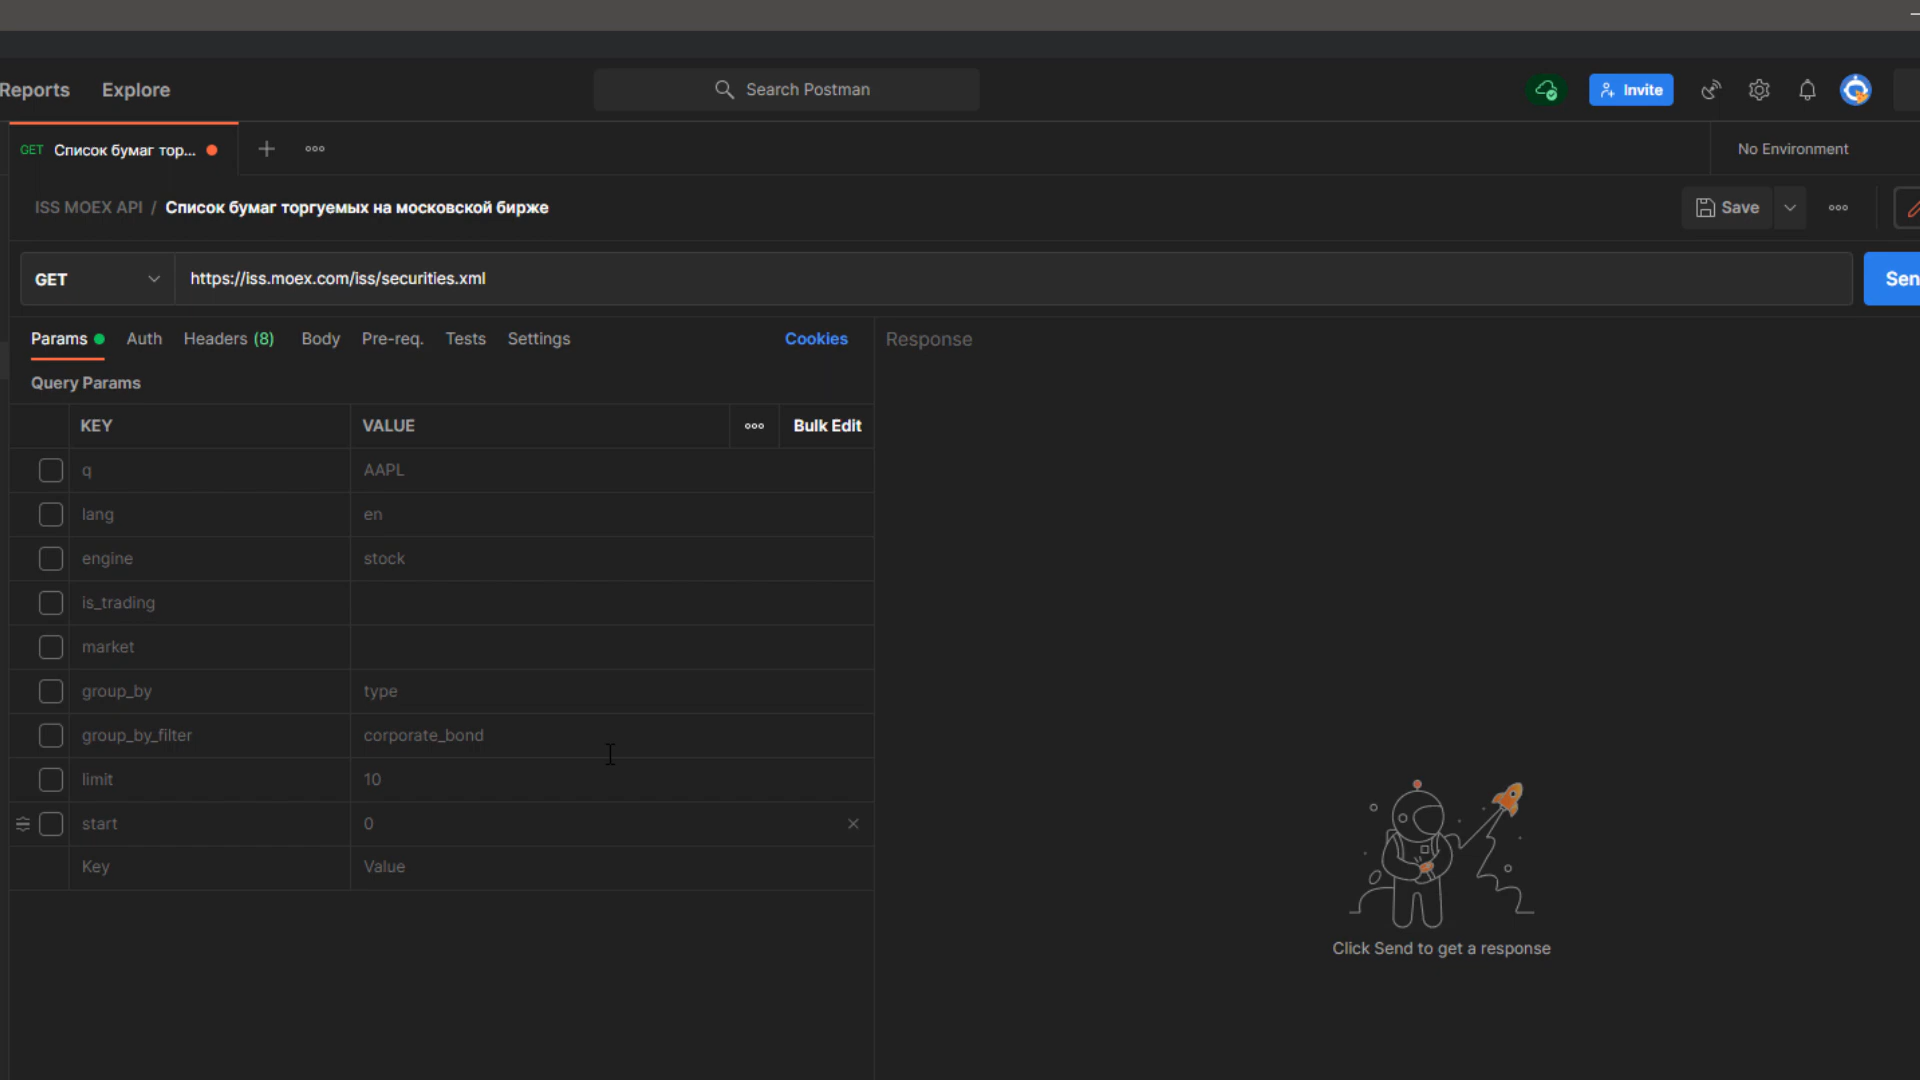 Reports Explore Search Postman Invite
GET Список бумаг тор... No Environment
ISS MOEX API / Список бумаг торгуемых на московской бирже Save
GET https://iss.moex.com/iss/securities.xml Sen
Params Auth Headers (8) Body Pre-req. Tests Settings Cookies Response
Query Params
KEY VALUE Bulk Edit
q AAPL
lang en
engine stock
is_trading
market
group_by type
group_by_filter corporate_bond
limit 10
start 0
Key Value
Click Send to get a response